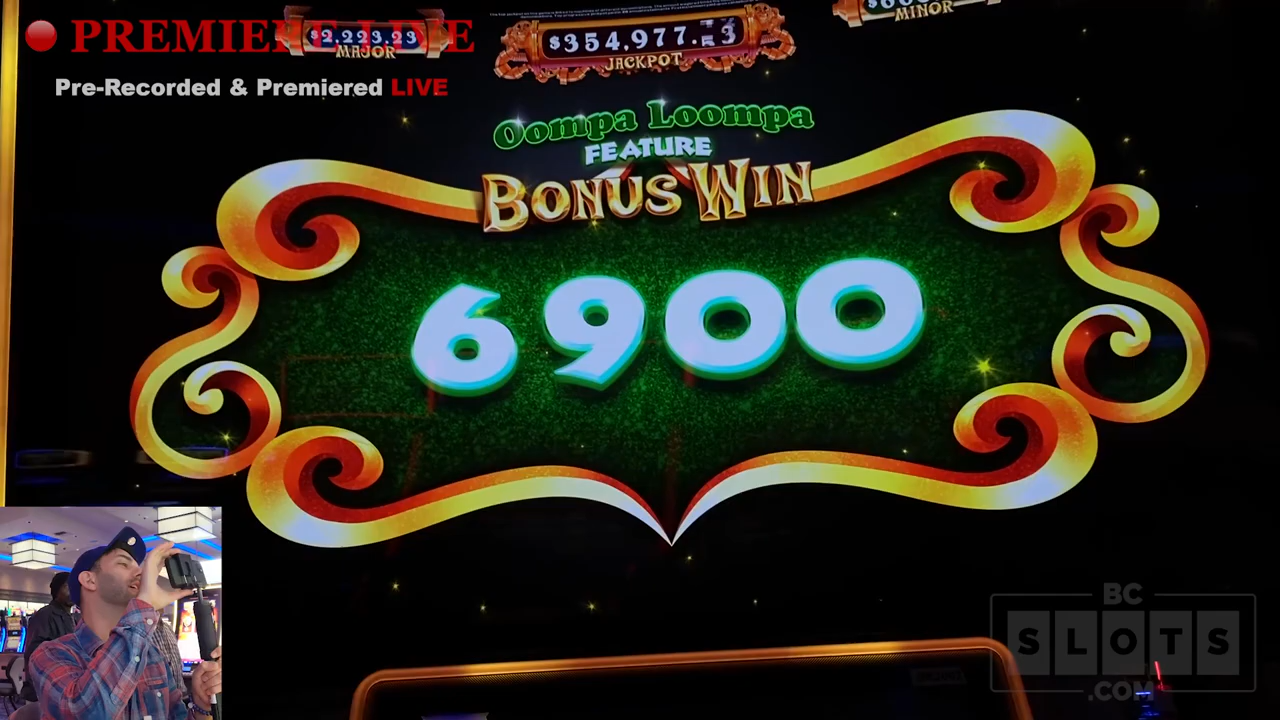 PREMIERE LIVE
Pre-Recorded & Premiered LIVE
$2,223.23
MAJOR
JACKPOT
MINOR
Oompa Loompa
FEATURE
BONUS WIN
6900
BC
SLOTS
.COM